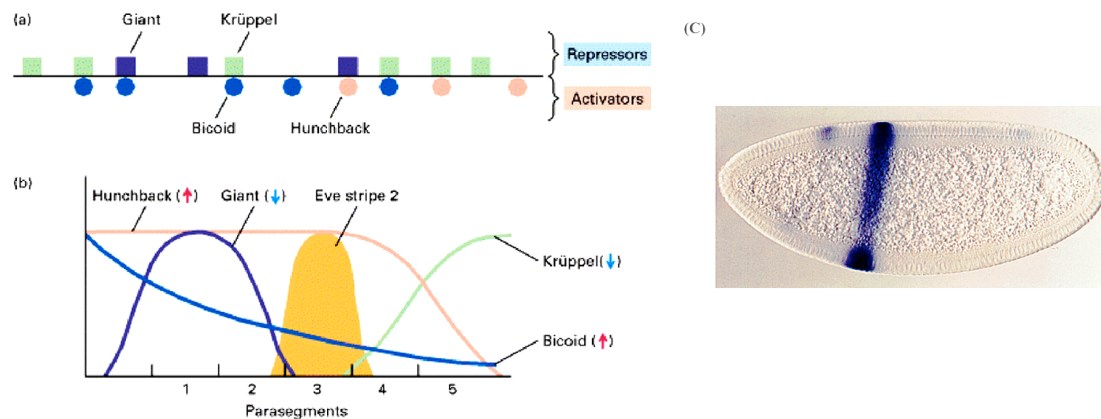 (a)
Giant
Krüppel
Repressors
Activators
Bicoid
Hunchback
(b)
Hunchback (↑)
Giant (↓)
Eve stripe 2
Krüppel(↓)
Bicoid (↑)
1 2 3 4 5
Parasegments
(C)